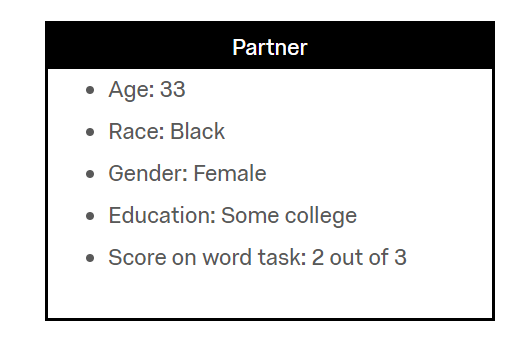 Partner
• Age: 33
• Race: Black
• Gender: Female
• Education: Some college
• Score on word task: 2 out of 3